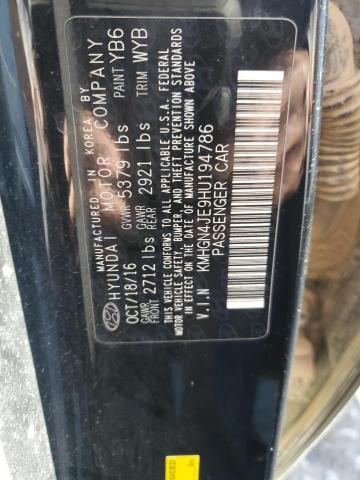 MANUFACTURED IN KOREA BY
HYUNDAI MOTOR COMPANY
OCT/18/16 GVWR 5379 lbs PAINT YB6
GAWR FRONT 2712 lbs GAWR REAR 2921 lbs TRIM WYB
THIS VEHICLE CONFORMS TO ALL APPLICABLE U.S.A. FEDERAL
MOTOR VEHICLE SAFETY, BUMPER, AND THEFT PREVENTION STANDARDS
IN EFFECT ON THE DATE OF MANUFACTURE SHOWN ABOVE
V.I.N KMHGN4JE9HU194786
PASSENGER CAR